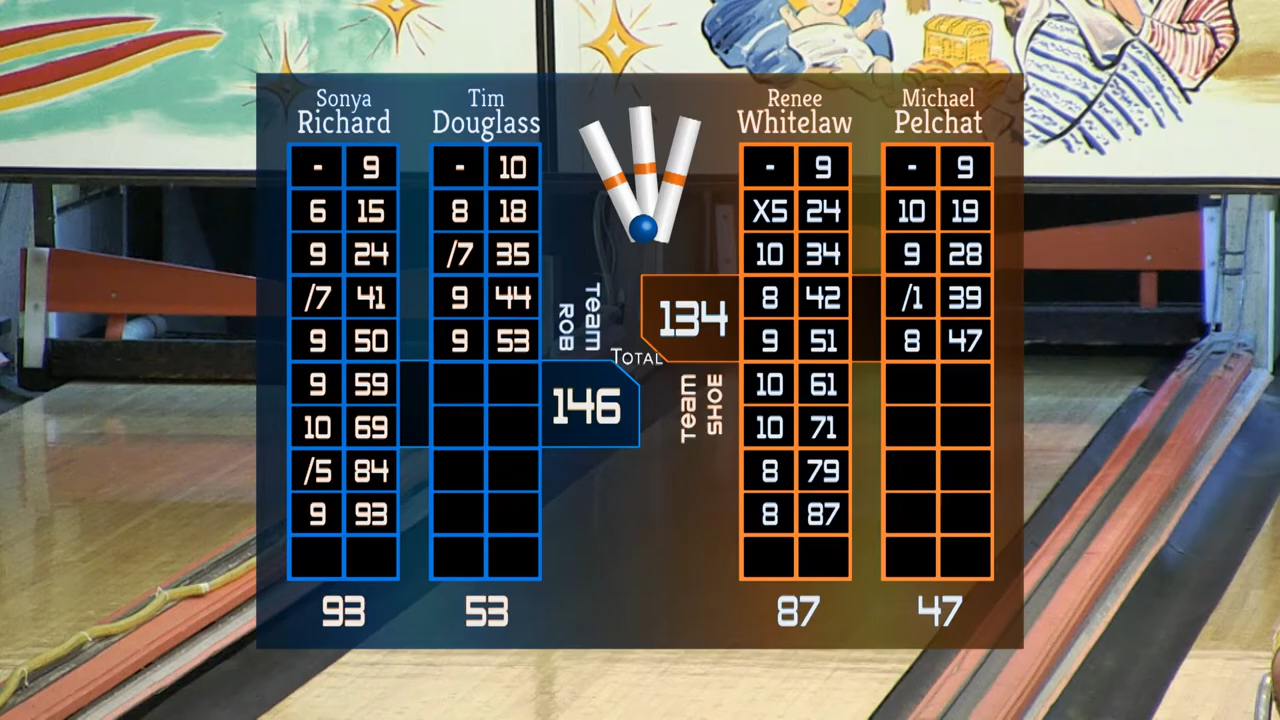 Sonya
Richard
- 9
6 15
9 24
/7 41
9 50
9 59
10 69
/5 84
9 93
93
Tim
Douglass
- 10
8 18
/7 35
9 44
9 53
53
Team
ROB
Total
146
134
Team
SHOE
Renee
Whitelaw
- 9
X5 24
10 34
8 42
9 51
10 61
10 71
8 79
8 87
87
Michael
Pelchat
- 9
10 19
9 28
/1 39
8 47
47